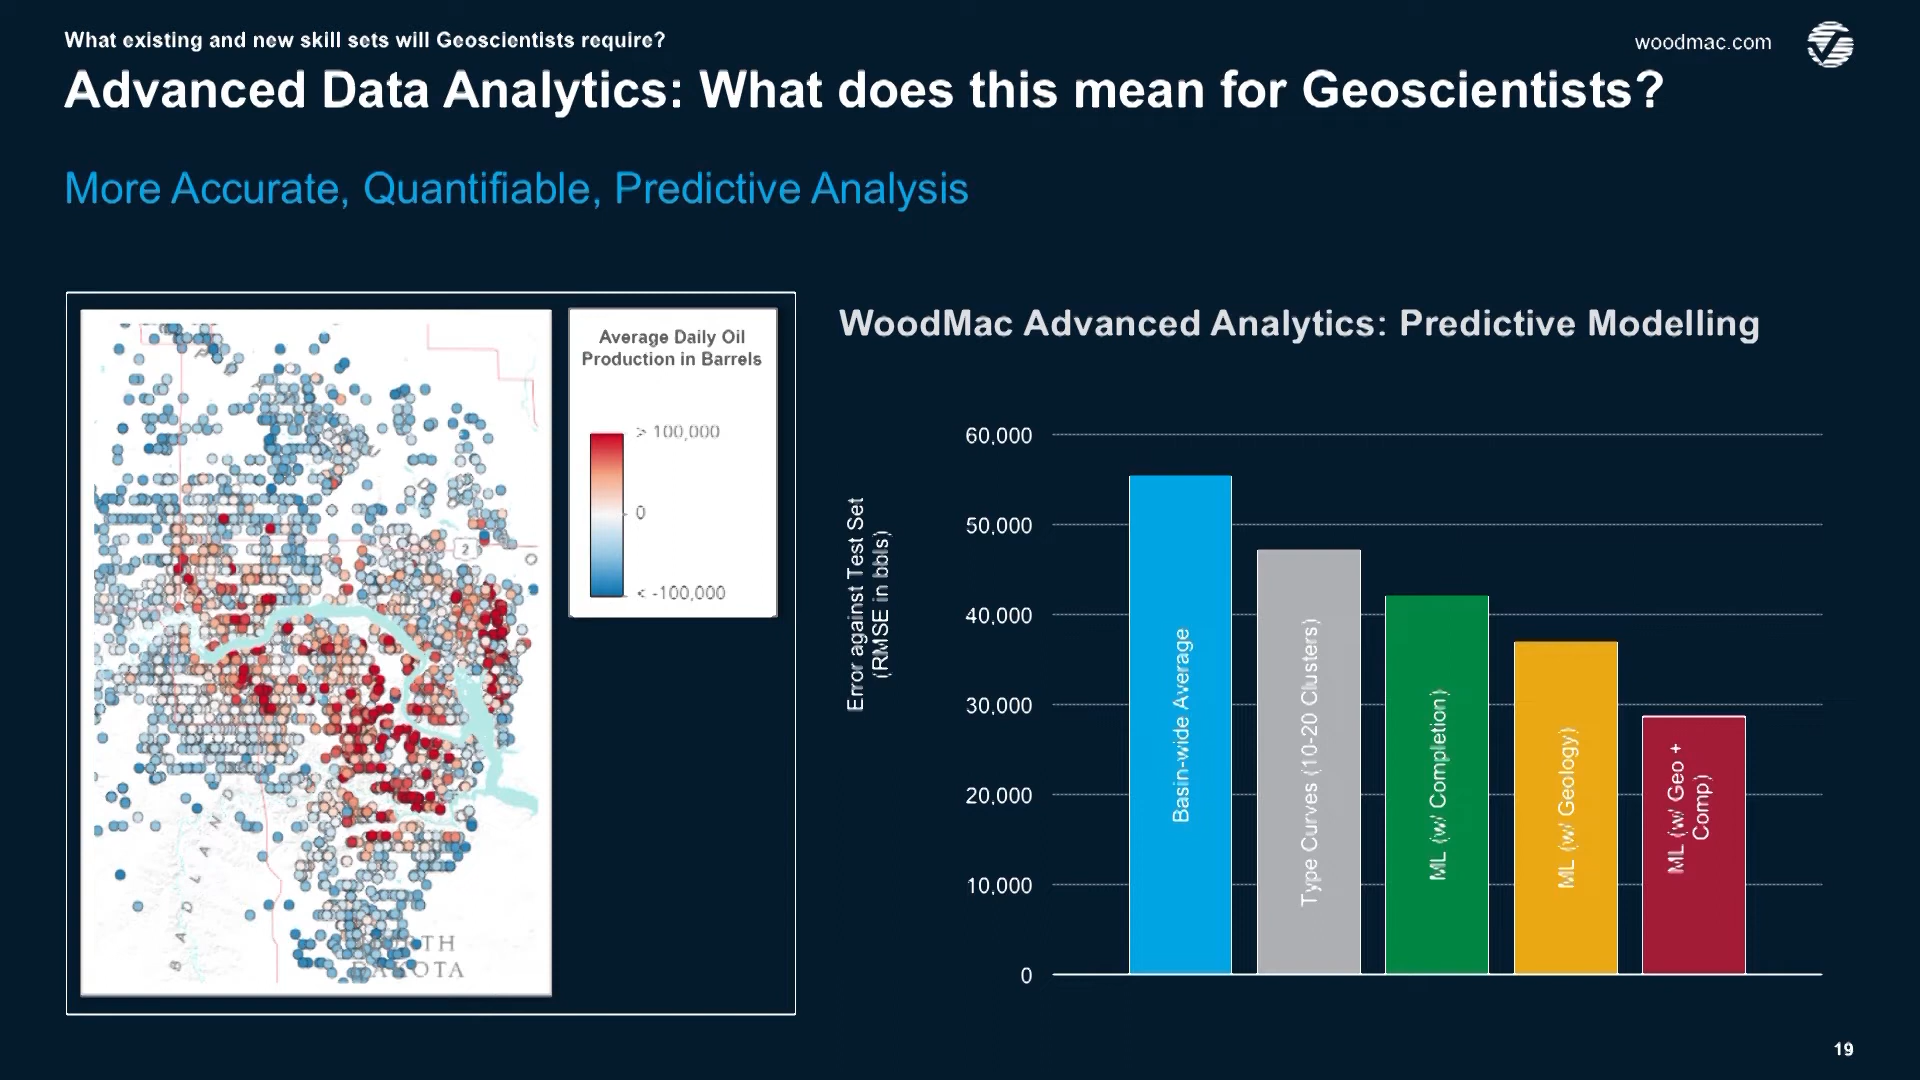 What existing and new skill sets will Geoscientists require?
woodmac.com
Advanced Data Analytics: What does this mean for Geoscientists?
More Accurate, Quantifiable, Predictive Analysis
Average Daily Oil
Production in Barrels
> 100,000
0
< -100,000
2
B A D L A N D
DAKOTA
WoodMac Advanced Analytics: Predictive Modelling
Error against Test Set
(RMSE in bbls)
60,000
50,000
40,000
30,000
20,000
10,000
0
Basin-wide Average
Type Curves (10-20 Clusters)
ML (w/ Completion)
ML (w/ Geology)
ML (w/ Geo +
Comp)
19